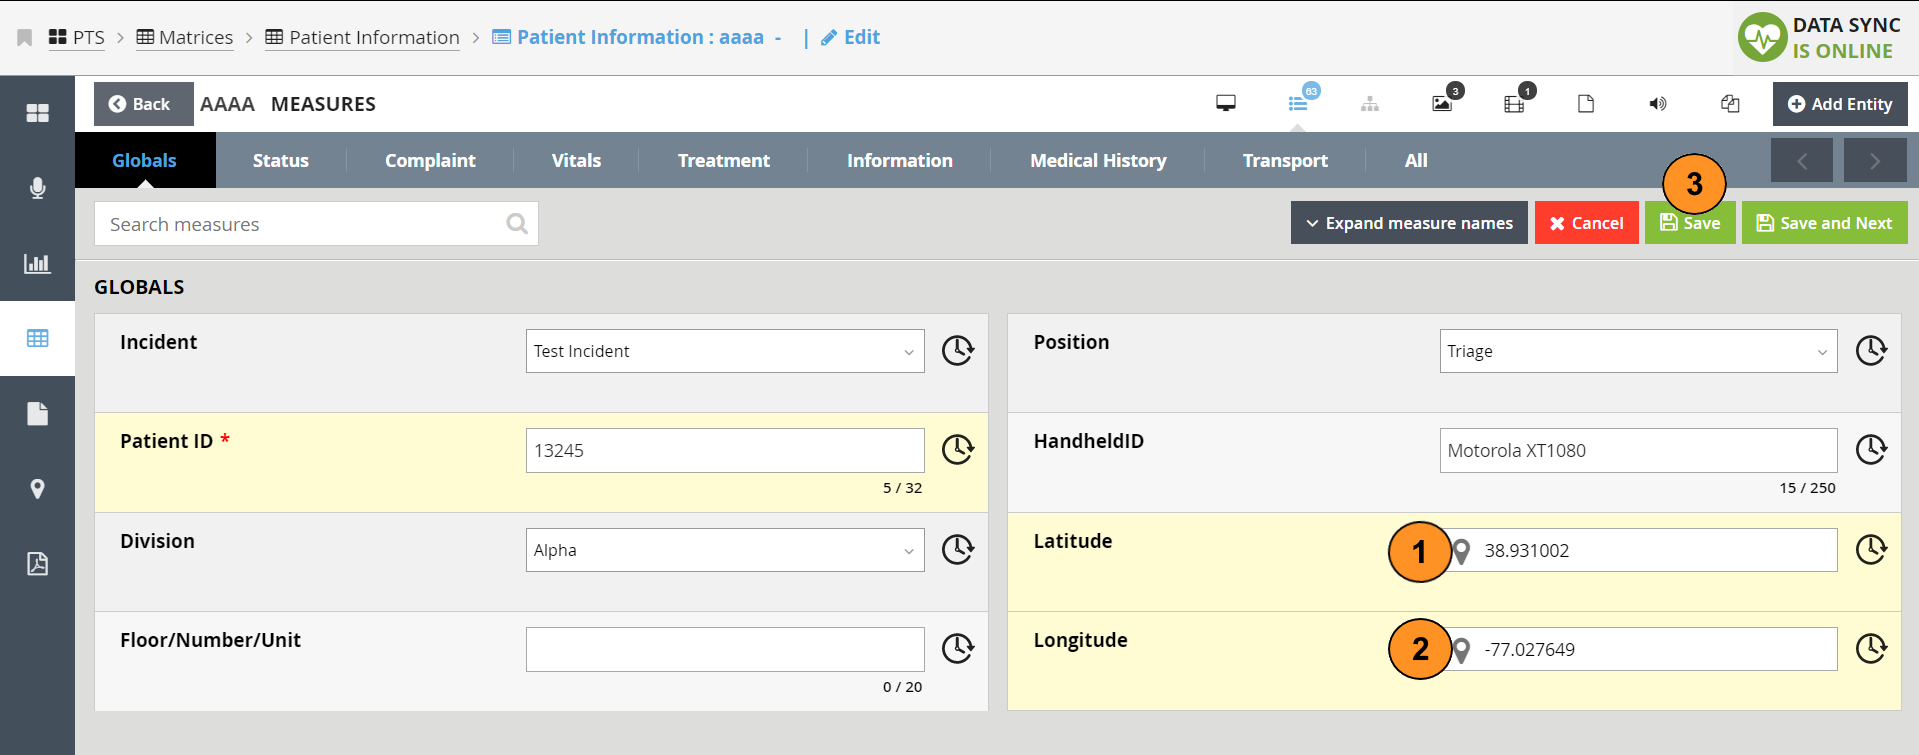 PTS > Matrices > Patient Information > Patient Information : aaaa - | Edit
DATA SYNC
IS ONLINE
Back AAAA MEASURES 63 3 1 Add Entity
Globals Status Complaint Vitals Treatment Information Medical History Transport All
3
Search measures Expand measure names Cancel Save Save and Next
GLOBALS
Incident Test Incident
Position Triage
Patient ID * 13245
5 / 32
HandheldID Motorola XT1080
15 / 250
Division Alpha
Latitude 1 38.931002
Floor/Number/Unit
0 / 20
Longitude 2 -77.027649